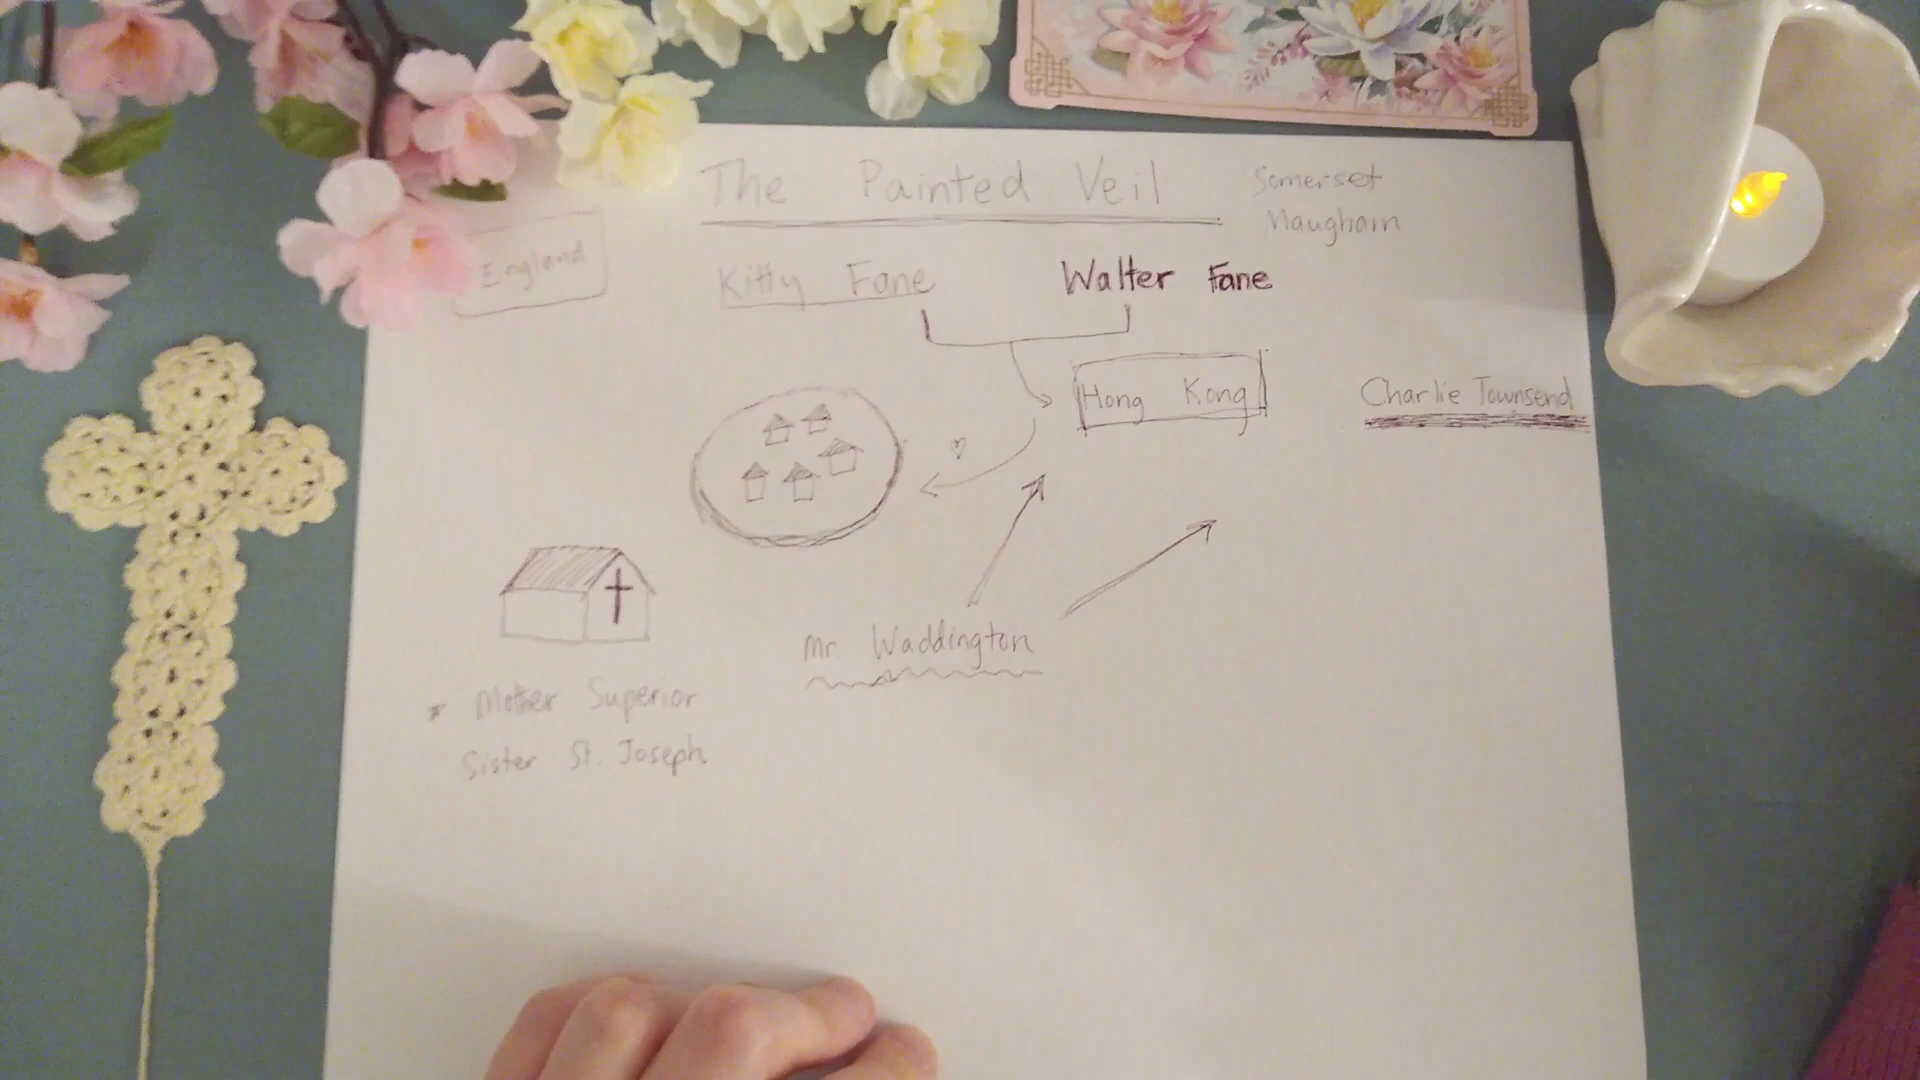 The Painted Veil
Somerset
Maugham
England
Kitty Fane
Walter Fane
Hong Kong
Charlie Townsend
Mr. Waddington
* Mother Superior
Sister St. Joseph